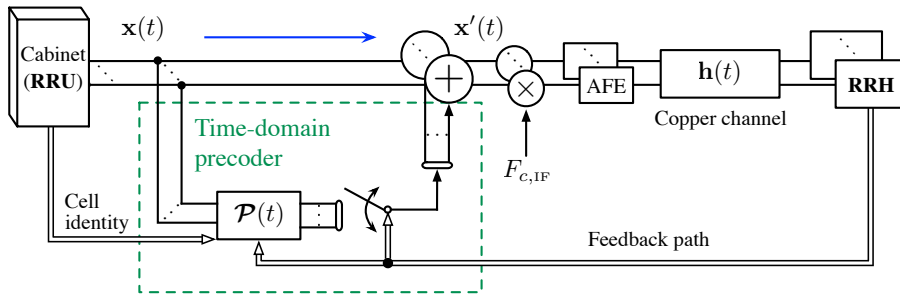 x(t)
x′(t)
Cabinet
(RRU)
+
×
AFE
h(t)
RRH
Copper channel
Time-domain
precoder
F_{c,IF}
Cell
identity
𝓟(t)
Feedback path